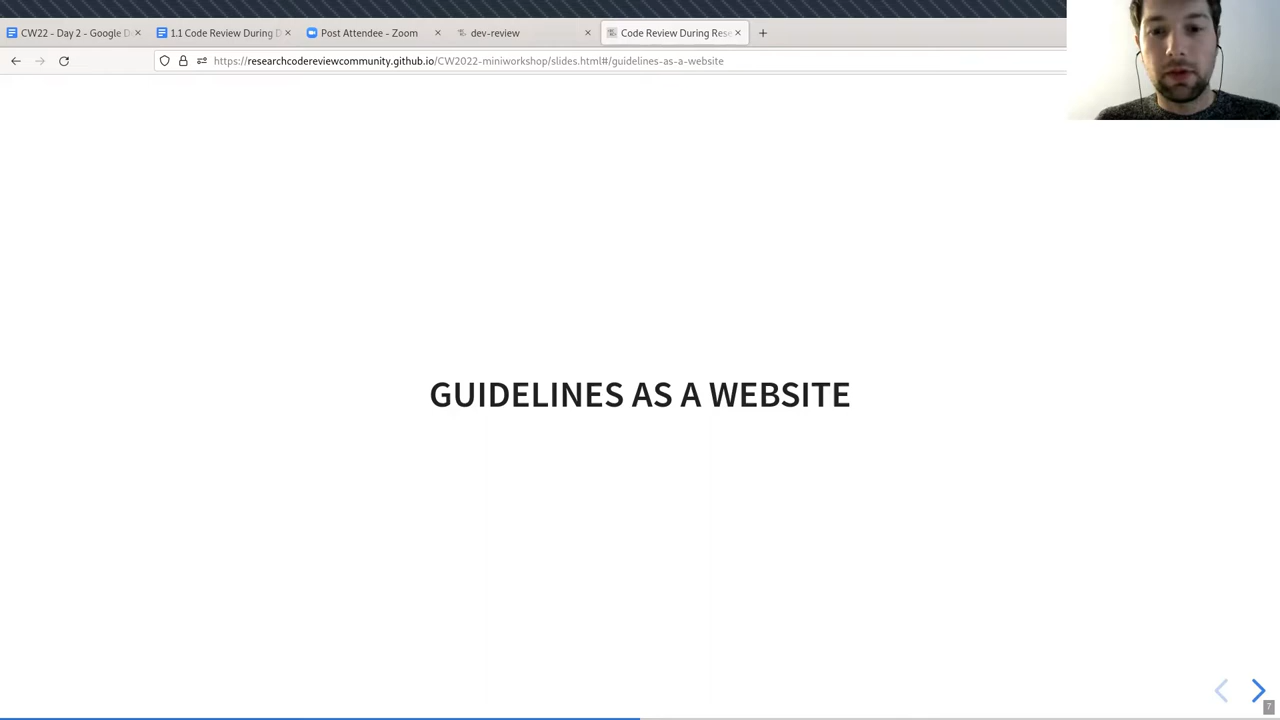 CW22 - Day 2 - Google D
1.1 Code Review During D
Post Attendee - Zoom
dev-review
Code Review During Rese
https://researchcodereviewcommunity.github.io/CW2022-miniworkshop/slides.html#/guidelines-as-a-website
GUIDELINES AS A WEBSITE
7